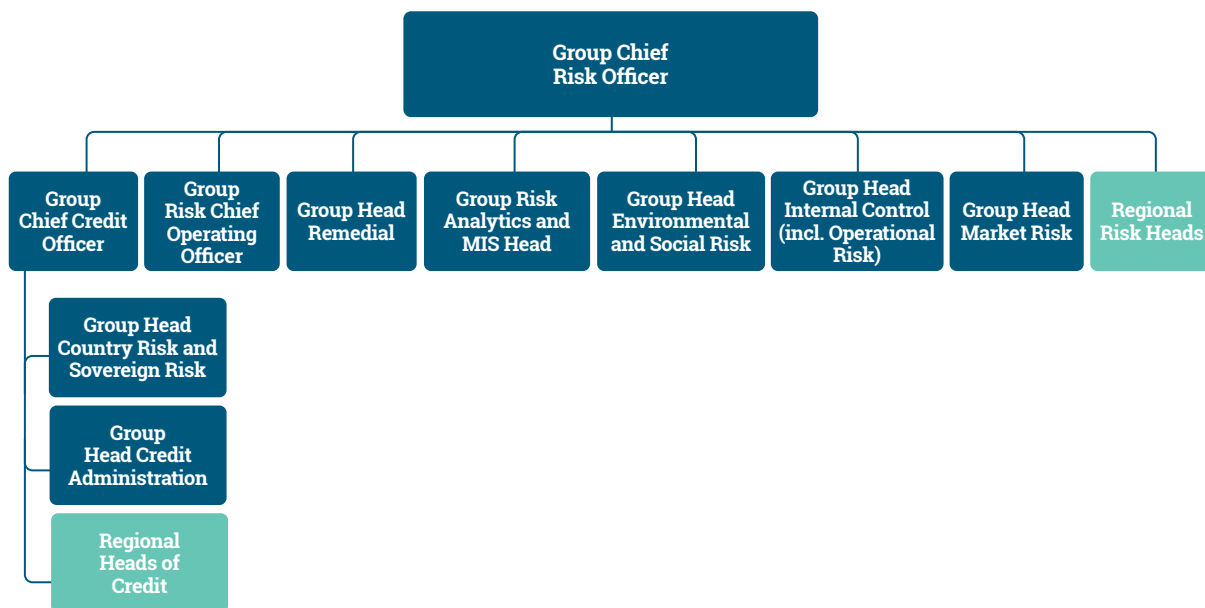 Group Chief
Risk Officer
Group
Chief Credit
Officer
Group
Risk Chief
Operating
Officer
Group Head
Remedial
Group Risk
Analytics and
MIS Head
Group Head
Environmental
and Social Risk
Group Head
Internal Control
(incl. Operational
Risk)
Group Head
Market Risk
Regional
Risk Heads
Group Head
Country Risk and
Sovereign Risk
Group
Head Credit
Administration
Regional
Heads of
Credit